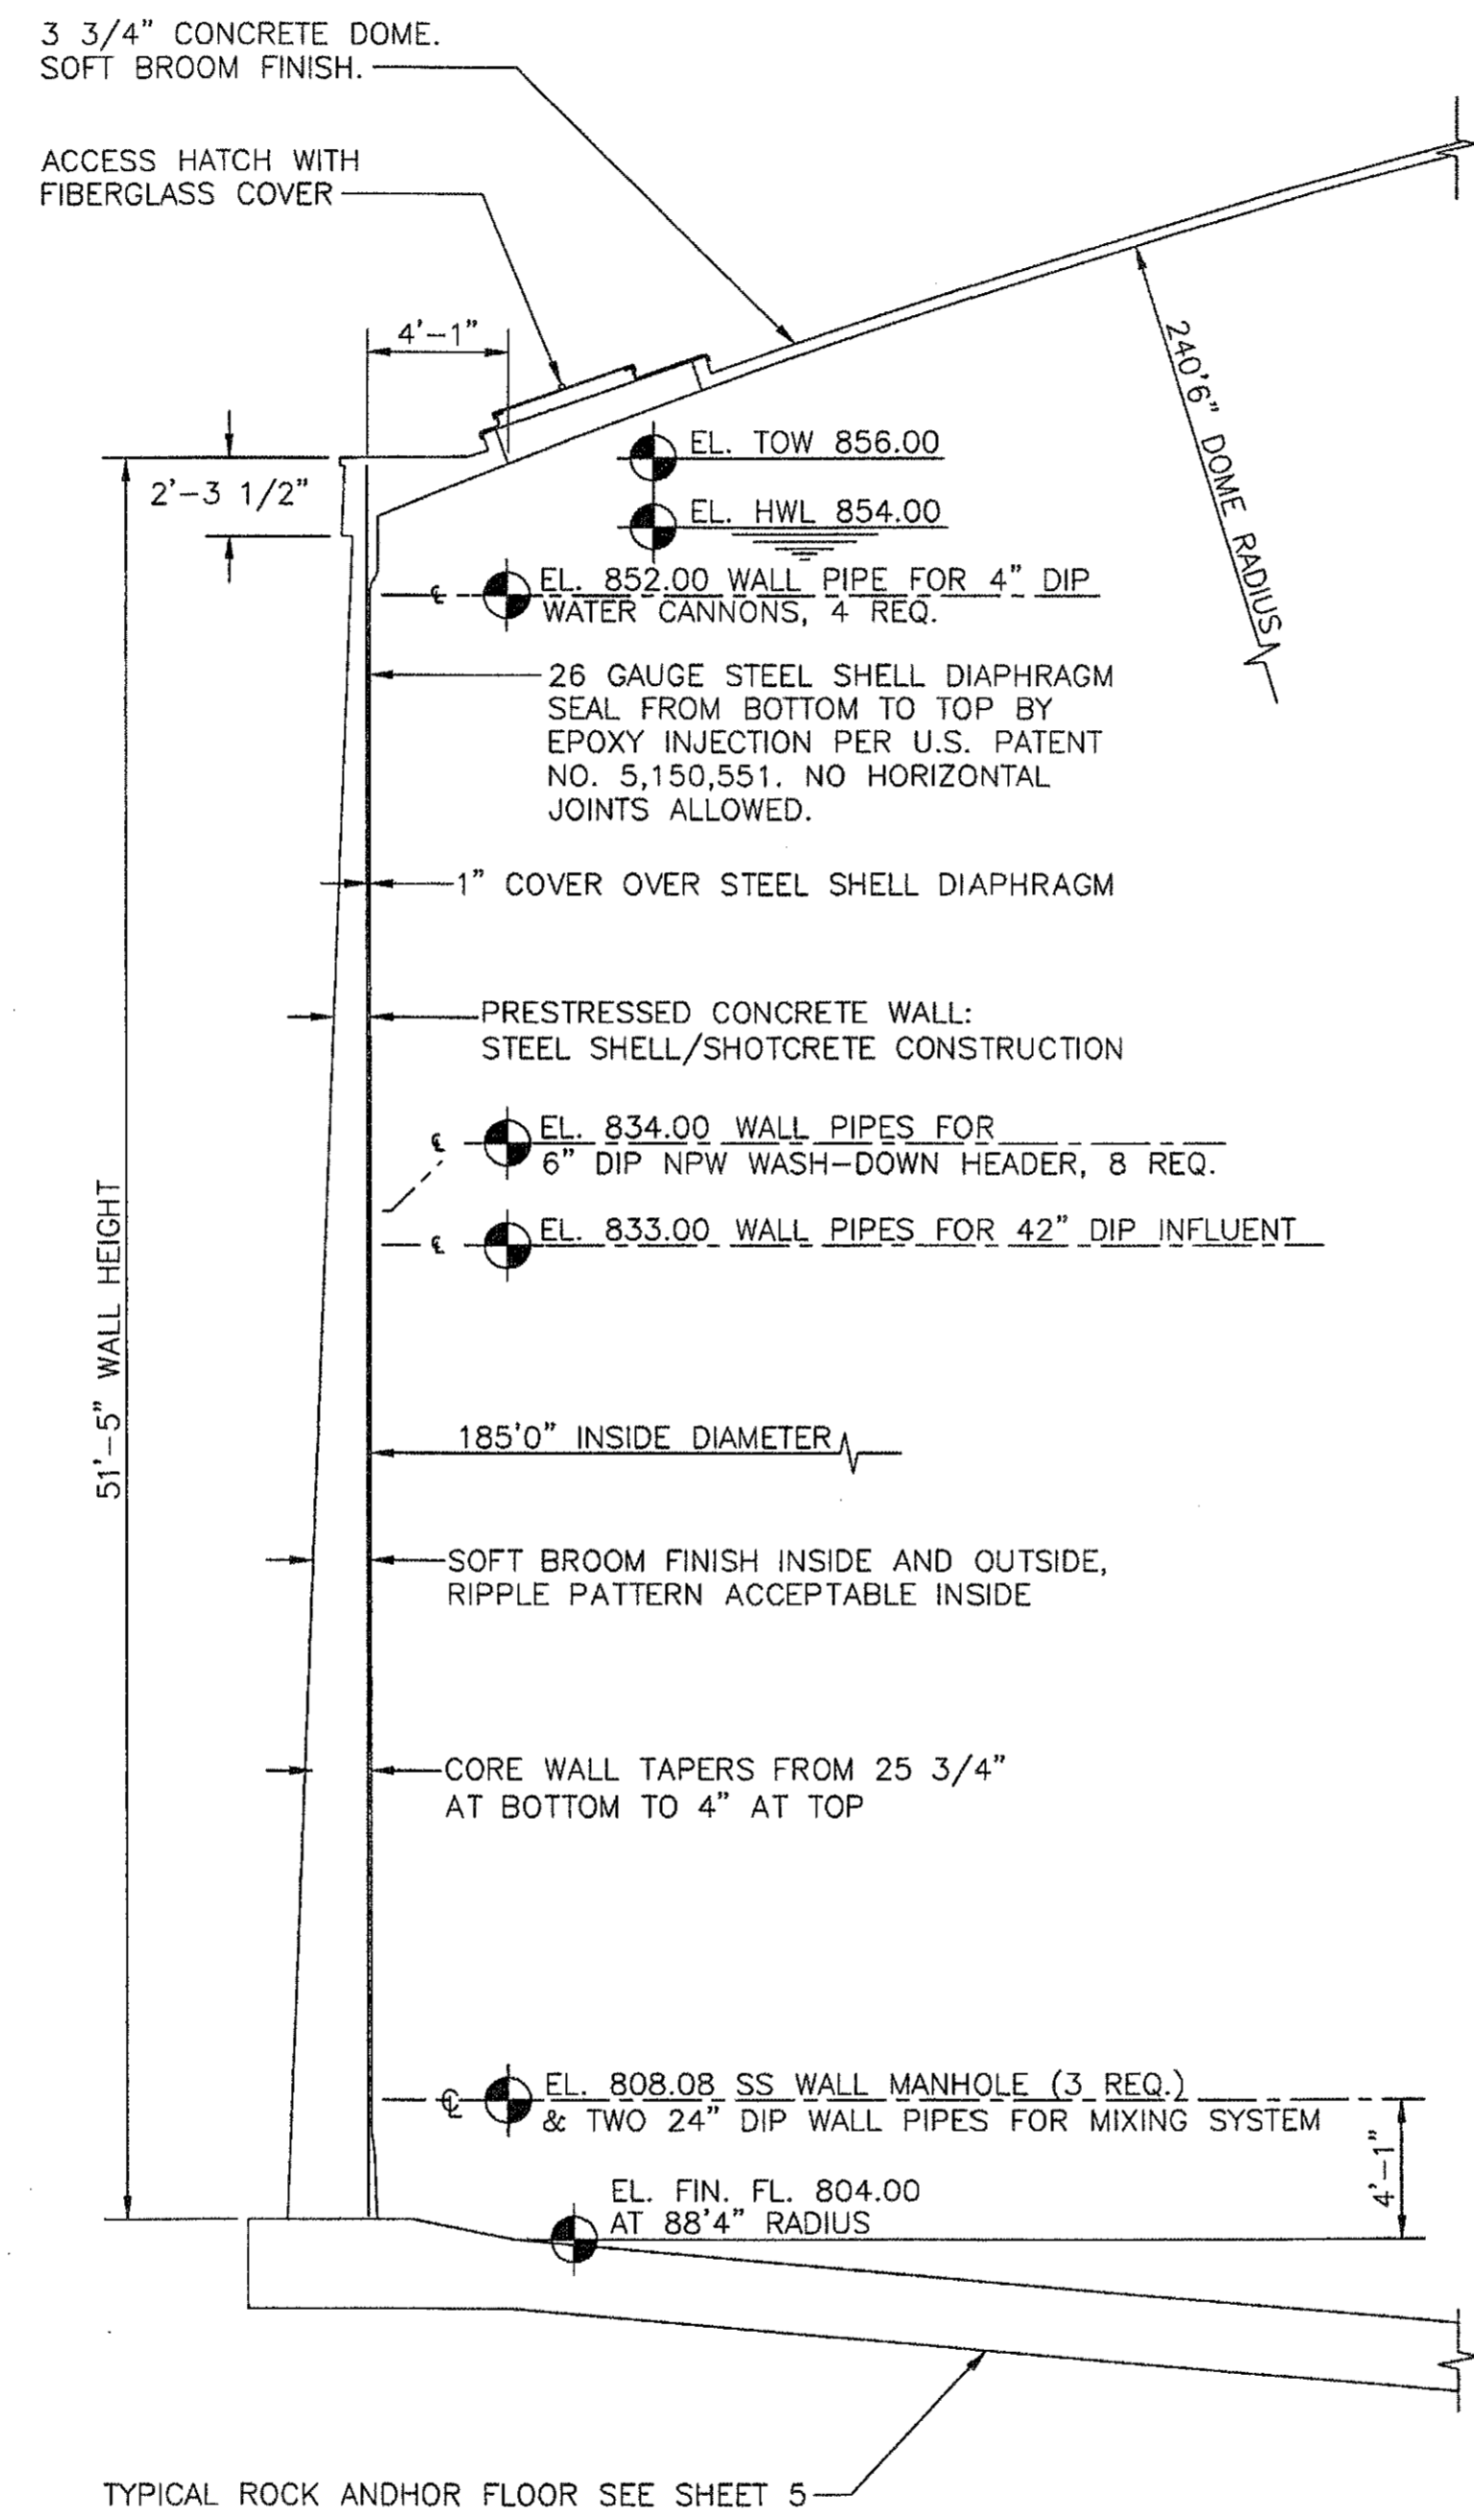 3 3/4" CONCRETE DOME.
SOFT BROOM FINISH.
ACCESS HATCH WITH
FIBERGLASS COVER
4'-1"
240'6" DOME RADIUS
EL. TOW 856.00
2'-3 1/2"
EL. HWL 854.00
℄ EL. 852.00 WALL PIPE FOR 4" DIP
WATER CANNONS, 4 REQ.
26 GAUGE STEEL SHELL DIAPHRAGM
SEAL FROM BOTTOM TO TOP BY
EPOXY INJECTION PER U.S. PATENT
NO. 5,150,551. NO HORIZONTAL
JOINTS ALLOWED.
1" COVER OVER STEEL SHELL DIAPHRAGM
PRESTRESSED CONCRETE WALL:
STEEL SHELL/SHOTCRETE CONSTRUCTION
℄ EL. 834.00 WALL PIPES FOR
6" DIP NPW WASH-DOWN HEADER, 8 REQ.
℄ EL. 833.00 WALL PIPES FOR 42" DIP INFLUENT
51'-5" WALL HEIGHT
185'0" INSIDE DIAMETER
SOFT BROOM FINISH INSIDE AND OUTSIDE,
RIPPLE PATTERN ACCEPTABLE INSIDE
CORE WALL TAPERS FROM 25 3/4"
AT BOTTOM TO 4" AT TOP
℄ EL. 808.08 SS WALL MANHOLE (3 REQ.)
& TWO 24" DIP WALL PIPES FOR MIXING SYSTEM
4'-1"
EL. FIN. FL. 804.00
AT 88'4" RADIUS
TYPICAL ROCK ANDHOR FLOOR SEE SHEET 5